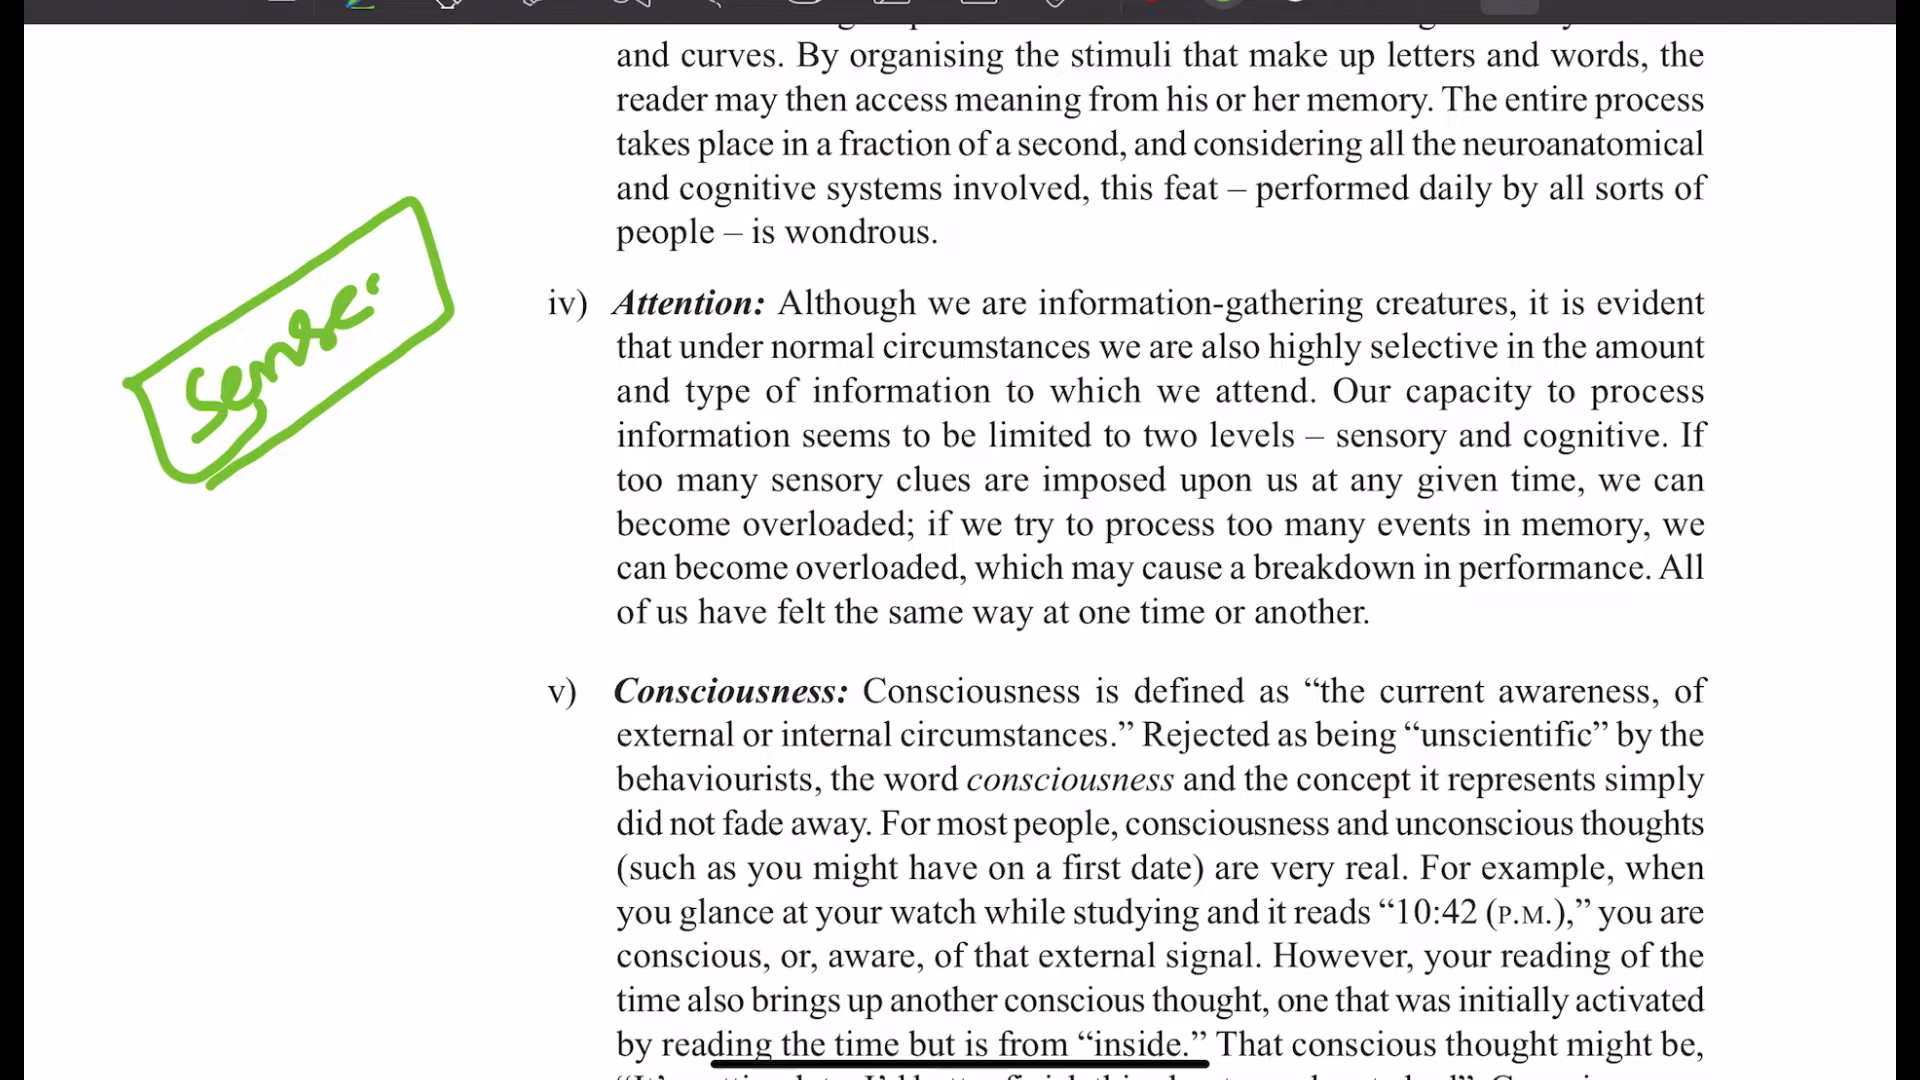 and curves. By organising the stimuli that make up letters and words, the
reader may then access meaning from his or her memory. The entire process
takes place in a fraction of a second, and considering all the neuroanatomical
and cognitive systems involved, this feat – performed daily by all sorts of
people – is wondrous.
Sense
iv) Attention: Although we are information-gathering creatures, it is evident
that under normal circumstances we are also highly selective in the amount
and type of information to which we attend. Our capacity to process
information seems to be limited to two levels – sensory and cognitive. If
too many sensory clues are imposed upon us at any given time, we can
become overloaded; if we try to process too many events in memory, we
can become overloaded, which may cause a breakdown in performance. All
of us have felt the same way at one time or another.
v) Consciousness: Consciousness is defined as “the current awareness, of
external or internal circumstances.” Rejected as being “unscientific” by the
behaviourists, the word consciousness and the concept it represents simply
did not fade away. For most people, consciousness and unconscious thoughts
(such as you might have on a first date) are very real. For example, when
you glance at your watch while studying and it reads “10:42 (P.M.),” you are
conscious, or, aware, of that external signal. However, your reading of the
time also brings up another conscious thought, one that was initially activated
by reading the time but is from “inside.” That conscious thought might be,